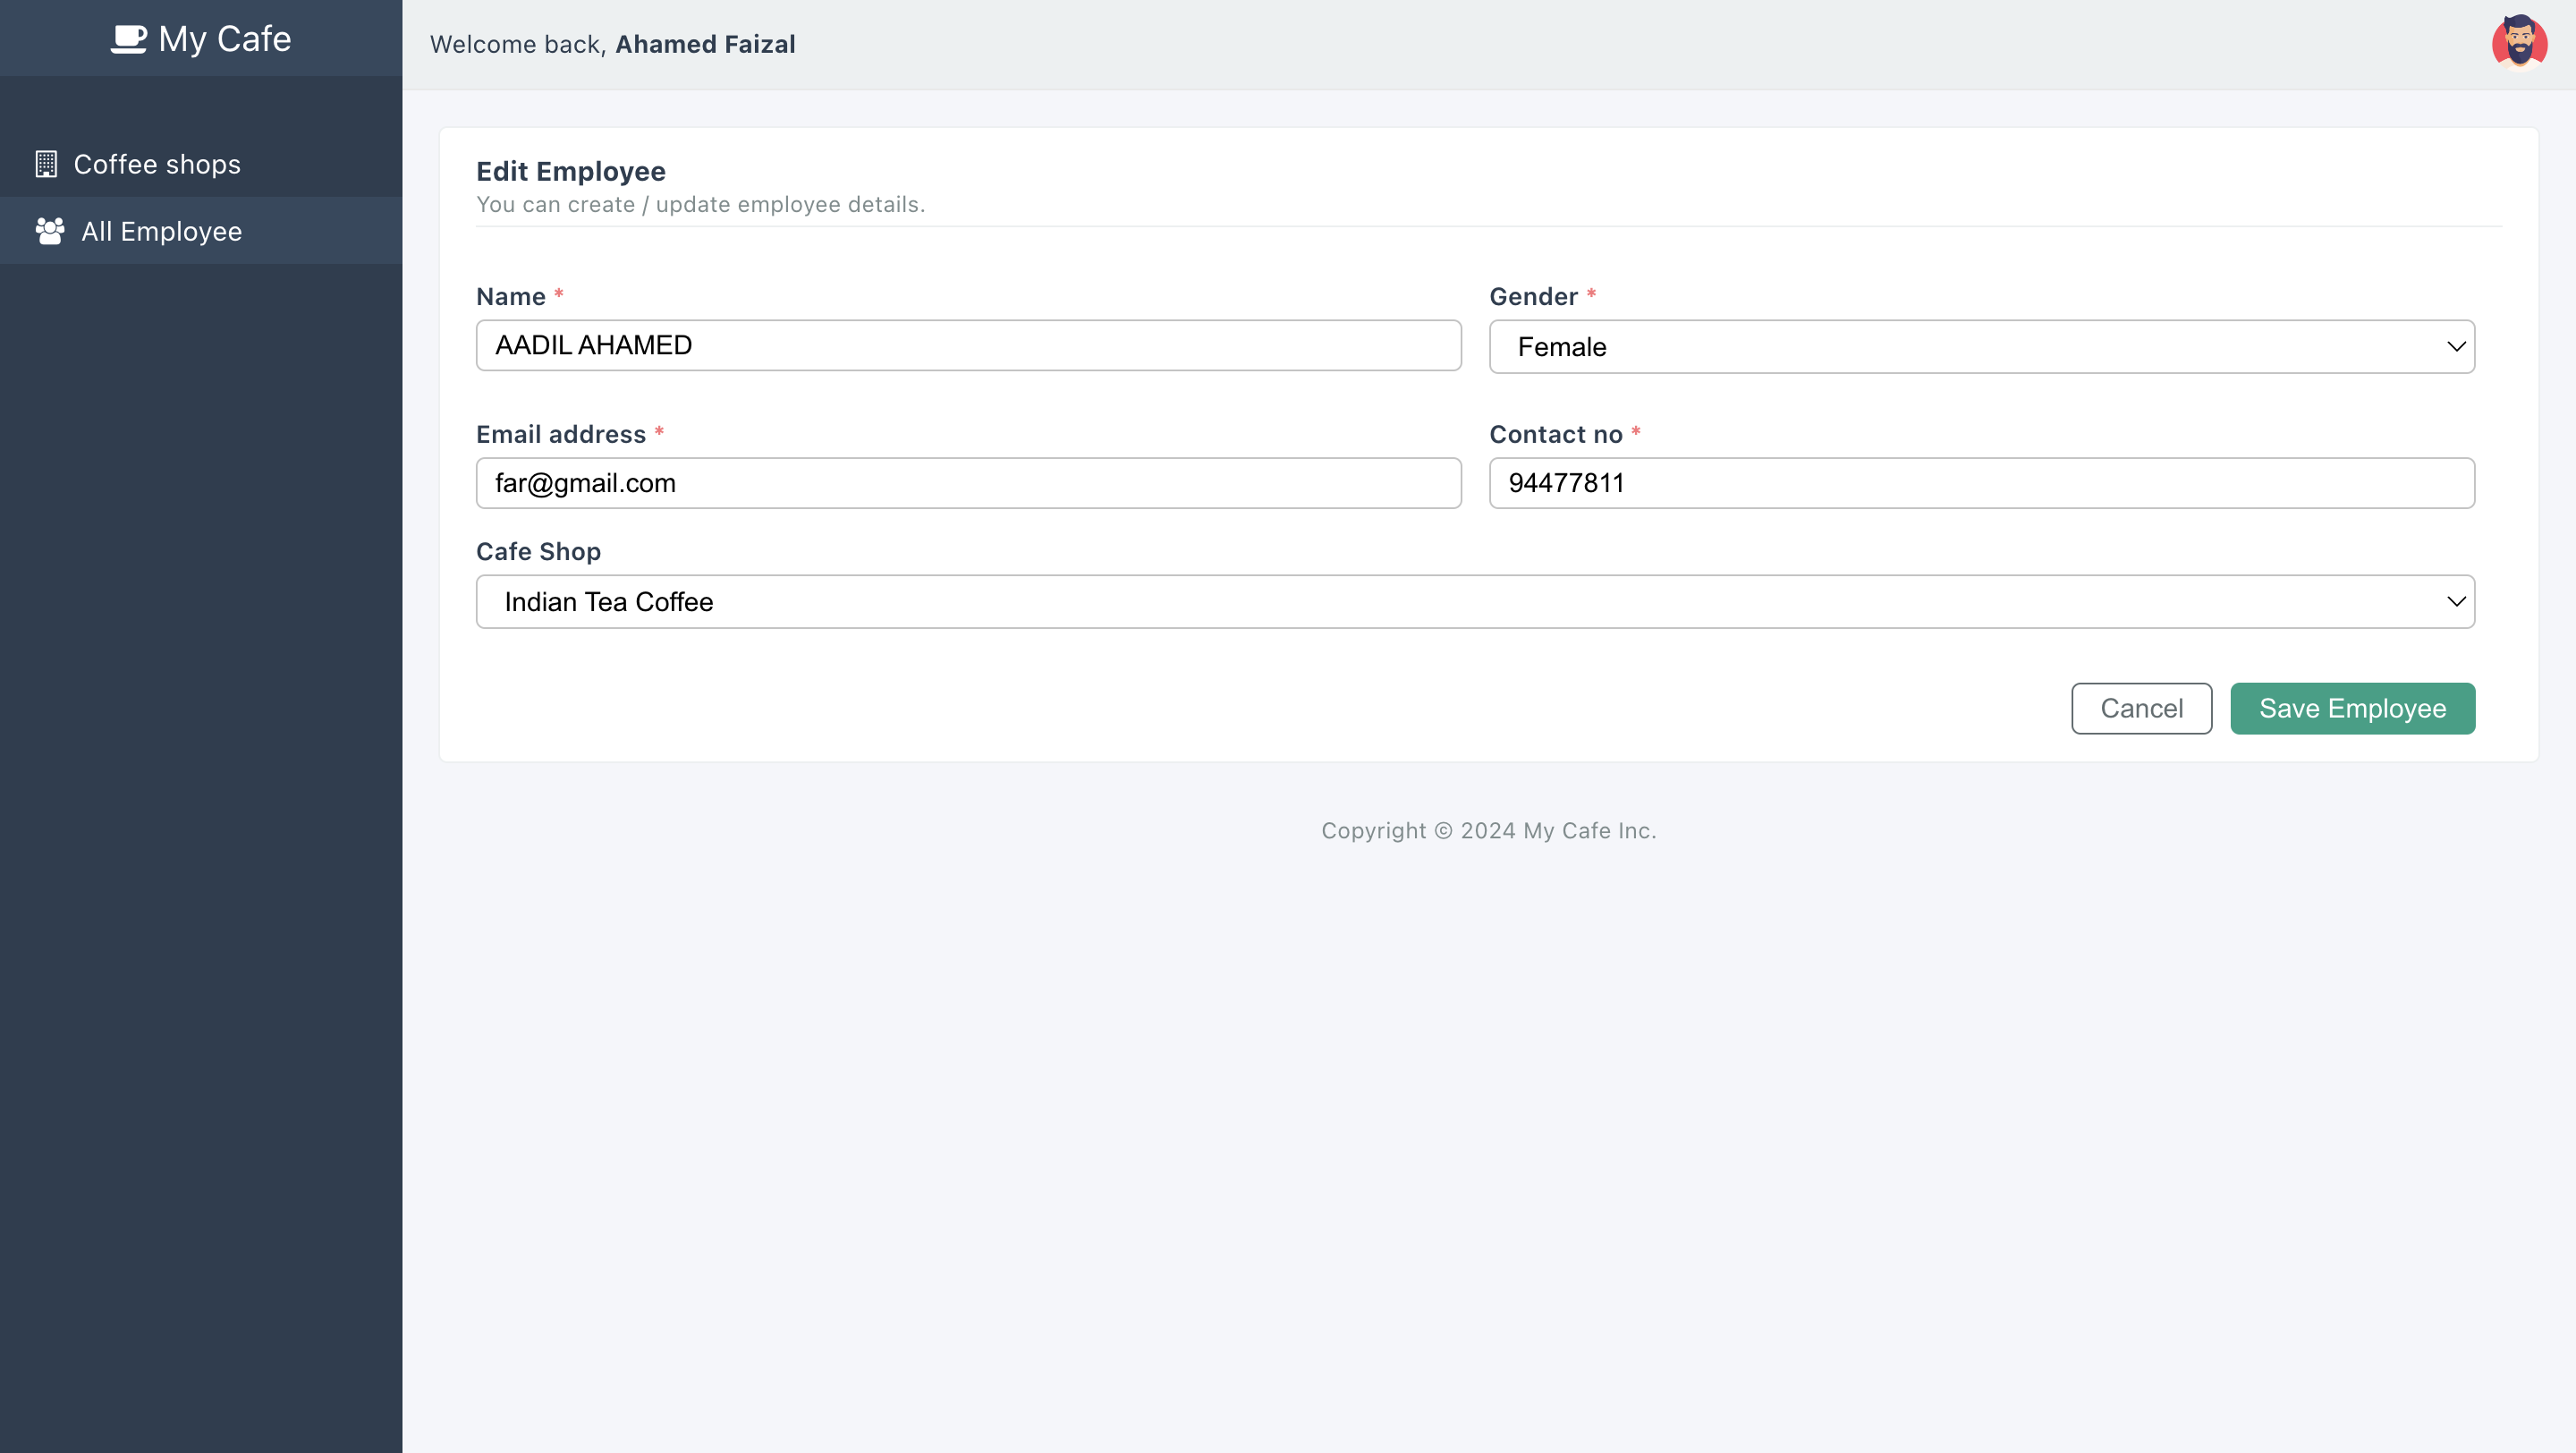 My Cafe
Welcome back, Ahamed Faizal
Coffee shops
All Employee
Edit Employee
You can create / update employee details.
Name *
Gender *
AADIL AHAMED
Female
Email address *
Contact no *
far@gmail.com
94477811
Cafe Shop
Indian Tea Coffee
Cancel
Save Employee
Copyright © 2024 My Cafe Inc.